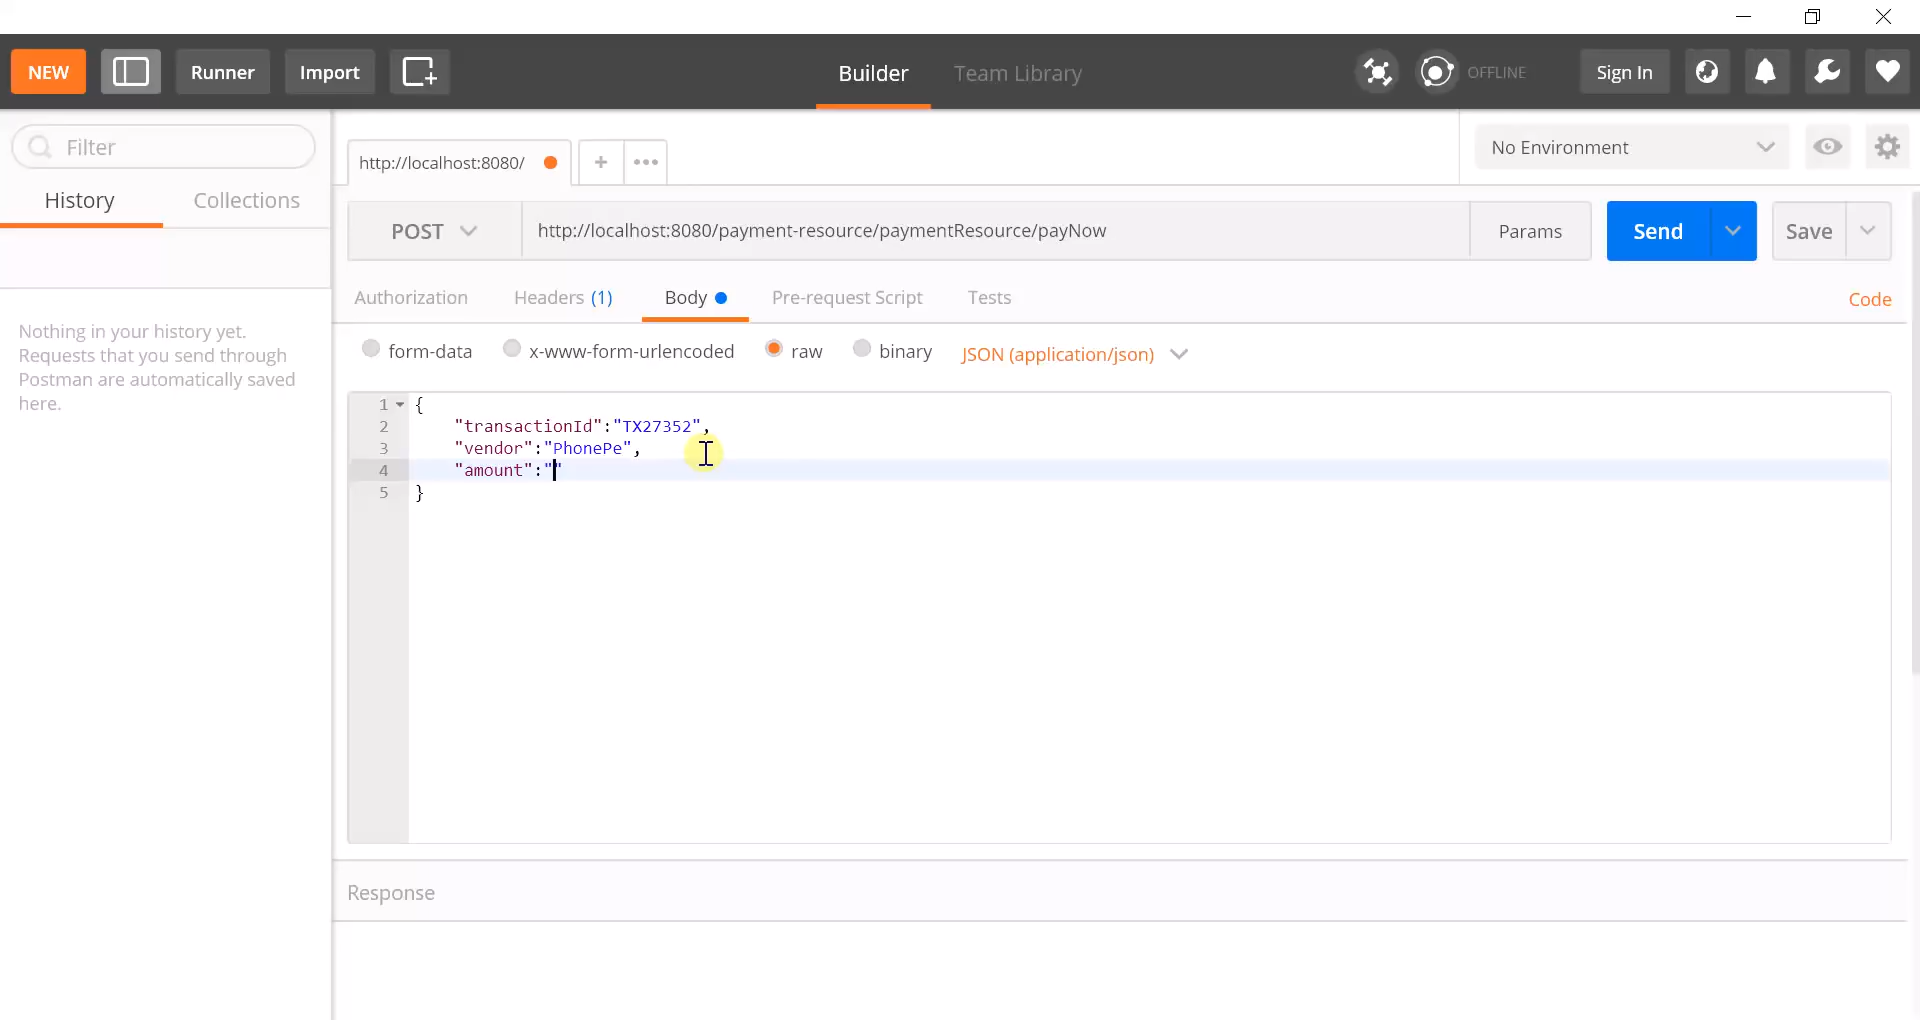 NEW Runner Import Builder Team Library OFFLINE Sign In
Filter
History Collections
Nothing in your history yet.
Requests that you send through
Postman are automatically saved
here.
http://localhost:8080/ + •••
No Environment
POST http://localhost:8080/payment-resource/paymentResource/payNow Params Send Save
Authorization Headers (1) Body Pre-request Script Tests Code
form-data x-www-form-urlencoded raw binary JSON (application/json)
1 {
2 "transactionId":"TX27352",
3 "vendor":"PhonePe",
4 "amount":""
5 }
Response